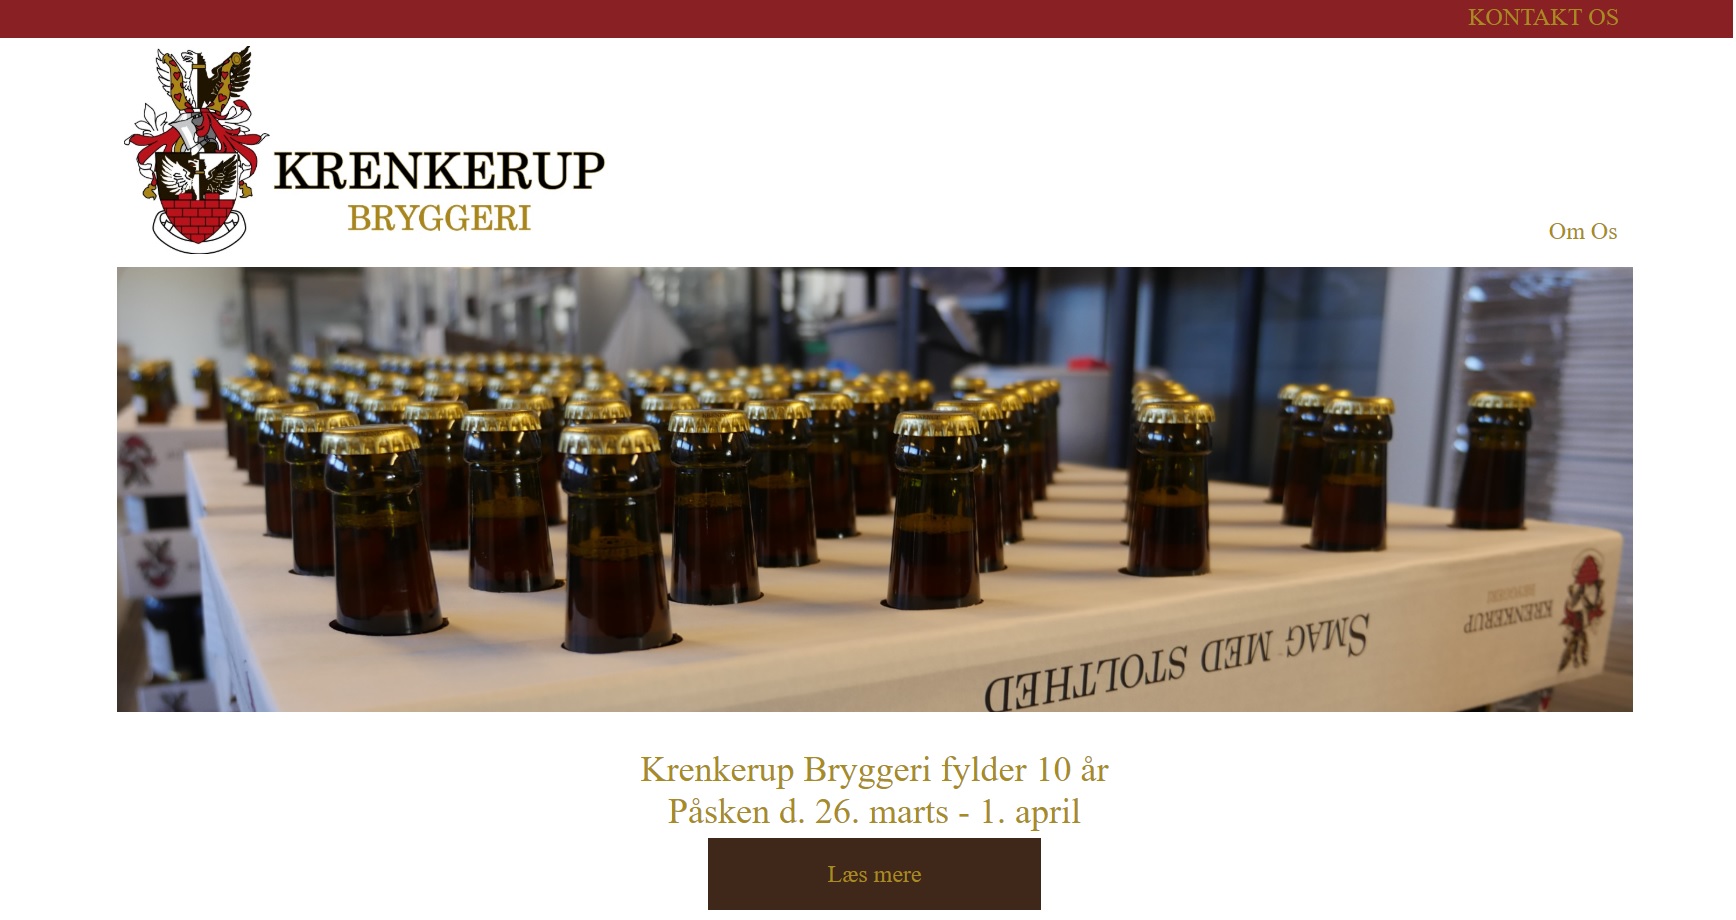 KONTAKT OS
KRENKERUP
BRYGGERI
Om Os
SMAG MED STOLTHED
KRENKERUP
BRYGGERI
Krenkerup Bryggeri fylder 10 år
Påsken d. 26. marts - 1. april
Læs mere